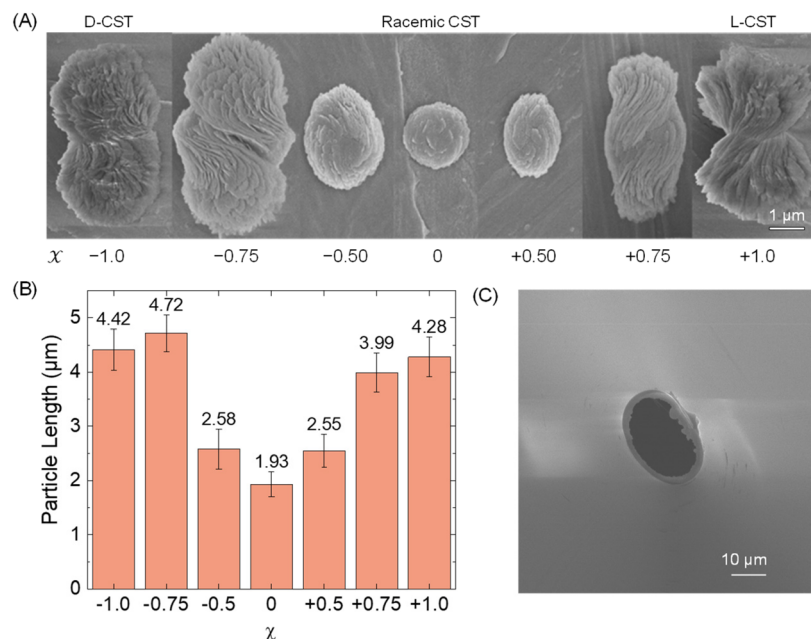 (A)
D-CST Racemic CST L-CST
1 μm
x −1.0 −0.75 −0.50 0 +0.50 +0.75 +1.0
(B)
Particle Length (μm)
5
4
3
2
1
0
4.42
4.72
2.58
1.93
2.55
3.99
4.28
-1.0 -0.75 -0.5 0 +0.5 +0.75 +1.0
χ
(C)
10 μm